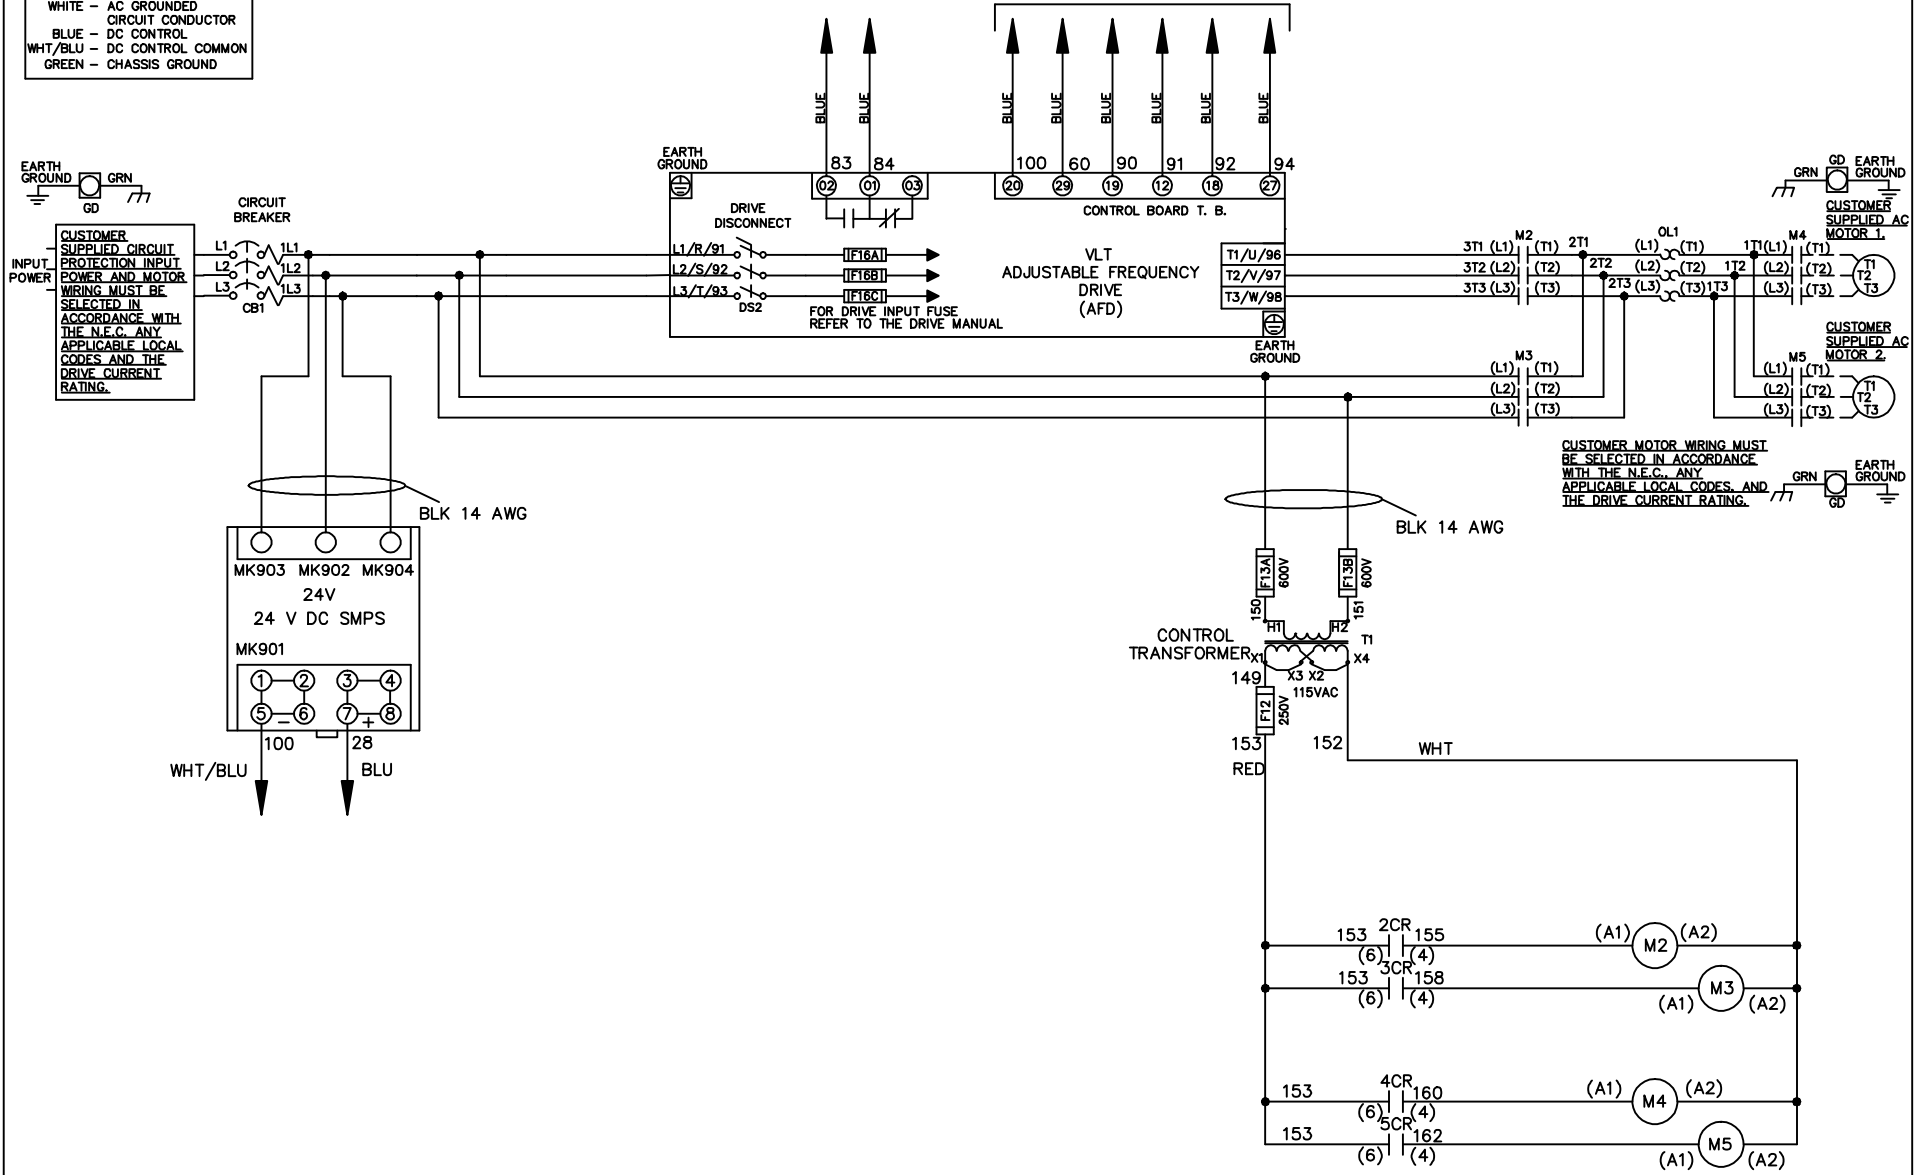 WHITE – AC GROUNDED
CIRCUIT CONDUCTOR
BLUE – DC CONTROL
WHT/BLU – DC CONTROL COMMON
GREEN – CHASSIS GROUND
BLUE
BLUE
BLUE
BLUE
BLUE
BLUE
BLUE
BLUE
EARTH
GROUND
GRN
GD
INPUT
POWER
CUSTOMER
SUPPLIED CIRCUIT
PROTECTION INPUT
POWER AND MOTOR
WIRING MUST BE
SELECTED IN
ACCORDANCE WITH
THE N.E.C. ANY
APPLICABLE LOCAL
CODES AND THE
DRIVE CURRENT
RATING.
CIRCUIT
BREAKER
L1
1L1
L2
1L2
L3
1L3
CB1
EARTH
GROUND
83
84
02
01
03
100
60
90
91
92
94
20
29
19
12
18
27
CONTROL BOARD T. B.
DRIVE
DISCONNECT
L1/R/91
L2/S/92
L3/T/93
DS2
F16A
F16B
F16C
FOR DRIVE INPUT FUSE
REFER TO THE DRIVE MANUAL
VLT
ADJUSTABLE FREQUENCY
DRIVE
(AFD)
T1/U/96
T2/V/97
T3/W/98
EARTH
GROUND
M2
3T1 (L1) (T1) 2T1
3T2 (L2) (T2) 2T2
3T3 (L3) (T3) 2T3
OL1
(L1) (T1) 1T1
(L2) (T2) 1T2
(L3) (T3) 1T3
M4
(L1) (T1)
(L2) (T2)
(L3) (T3)
T1
T2
T3
GD
GRN
EARTH
GROUND
CUSTOMER
SUPPLIED AC
MOTOR 1.
CUSTOMER
SUPPLIED AC
MOTOR 2.
M3
(L1) (T1)
(L2) (T2)
(L3) (T3)
M5
(L1) (T1)
(L2) (T2)
(L3) (T3)
T1
T2
T3
CUSTOMER MOTOR WIRING MUST
BE SELECTED IN ACCORDANCE
WITH THE N.E.C., ANY
APPLICABLE LOCAL CODES, AND
THE DRIVE CURRENT RATING.
GRN
GD
EARTH
GROUND
BLK 14 AWG
MK903 MK902 MK904
24V
24 V DC SMPS
MK901
1 2 3 4
5 – 6 7 + 8
100
28
WHT/BLU
BLU
BLK 14 AWG
F13A
600V
F13B
600V
150
151
H1
H2
T1
CONTROL
TRANSFORMER
X1
X3 X2
X4
115VAC
149
F12
250V
153
152
RED
WHT
2CR
153
155
(6) (4)
(A1) M2 (A2)
3CR
153
158
(6) (4)
(A1) M3 (A2)
4CR
153
160
(6) (4)
(A1) M4 (A2)
5CR
153
162
(6) (4)
(A1) M5 (A2)